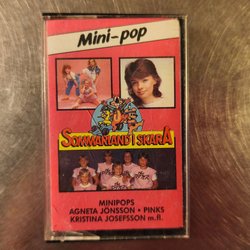 Mini-pop
SOMMARLAND I SKARA
MINIPOPS
AGNETA JÖNSSON • PINKS
KRISTINA JOSEFSSON m.fl.